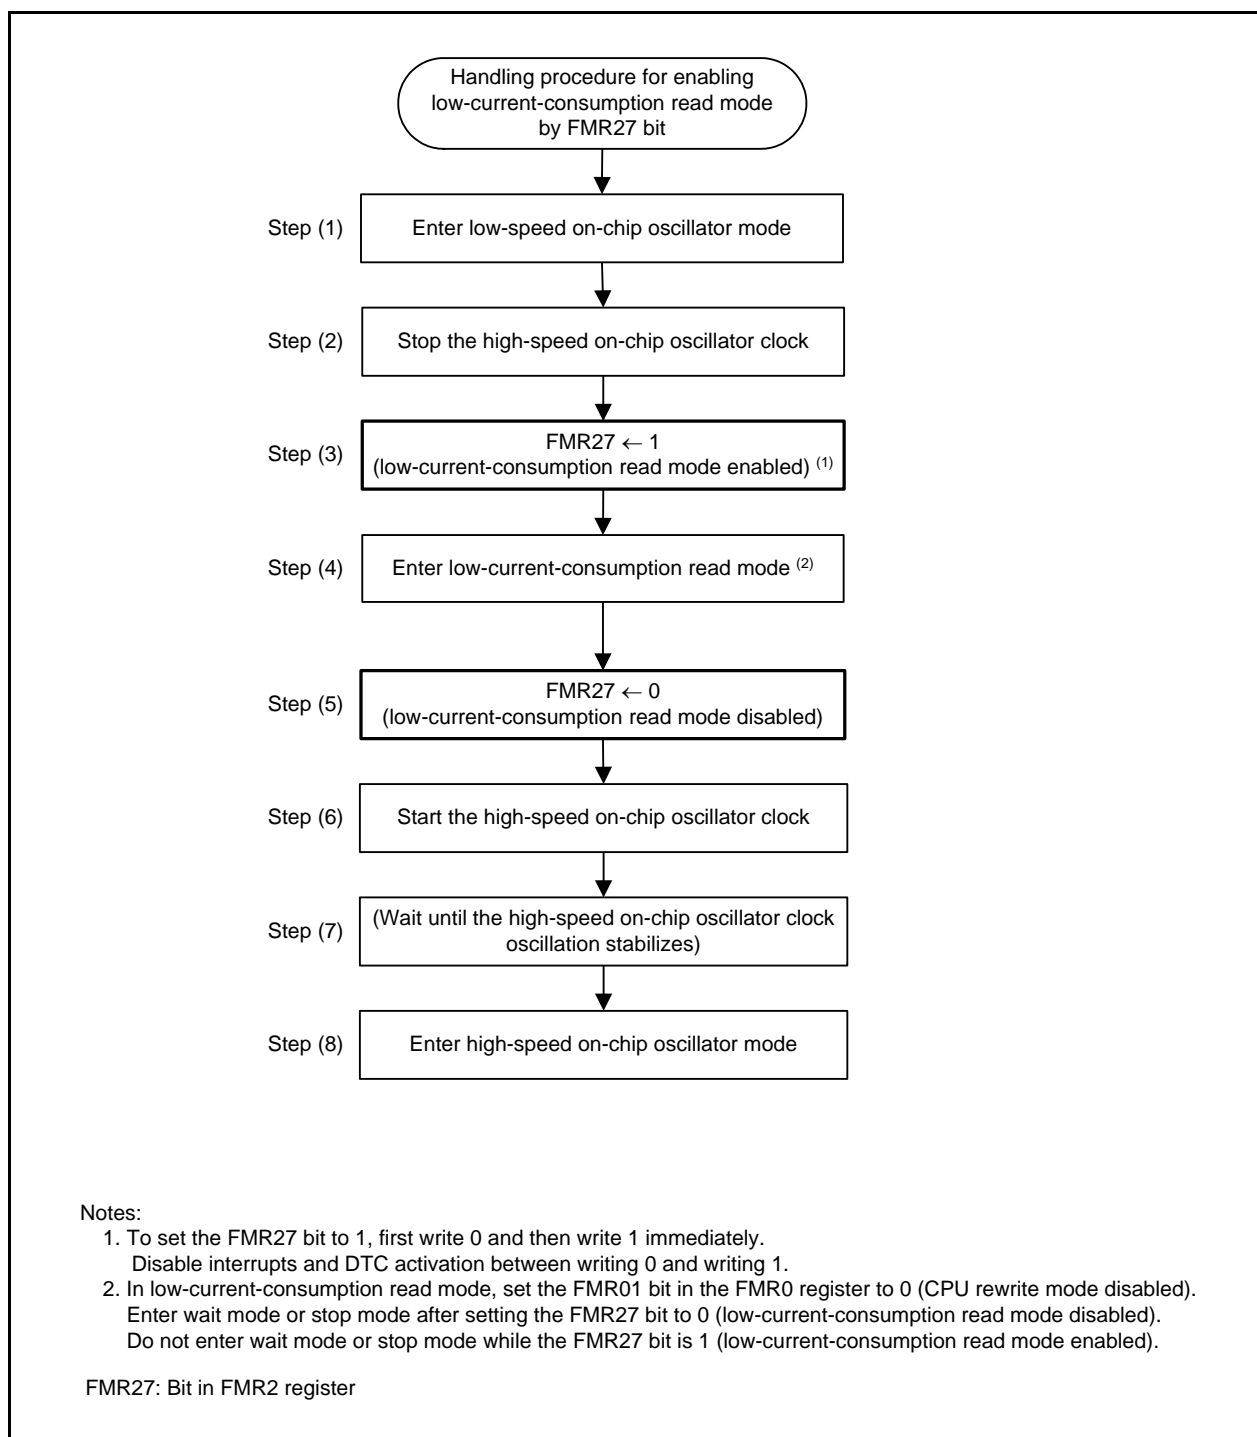 Handling procedure for enabling
low-current-consumption read mode
by FMR27 bit
Step (1)
Enter low-speed on-chip oscillator mode
Step (2)
Stop the high-speed on-chip oscillator clock
Step (3)
FMR27 ← 1
(low-current-consumption read mode enabled) (1)
Step (4)
Enter low-current-consumption read mode (2)
Step (5)
FMR27 ← 0
(low-current-consumption read mode disabled)
Step (6)
Start the high-speed on-chip oscillator clock
Step (7)
(Wait until the high-speed on-chip oscillator clock
oscillation stabilizes)
Step (8)
Enter high-speed on-chip oscillator mode
Notes:
1. To set the FMR27 bit to 1, first write 0 and then write 1 immediately.
Disable interrupts and DTC activation between writing 0 and writing 1.
2. In low-current-consumption read mode, set the FMR01 bit in the FMR0 register to 0 (CPU rewrite mode disabled).
Enter wait mode or stop mode after setting the FMR27 bit to 0 (low-current-consumption read mode disabled).
Do not enter wait mode or stop mode while the FMR27 bit is 1 (low-current-consumption read mode enabled).
FMR27: Bit in FMR2 register